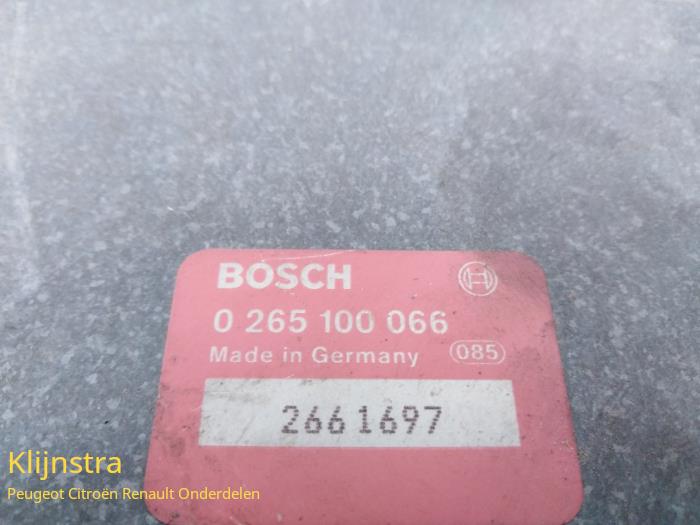 BOSCH
0 265 100 066
Made in Germany 085
2661697
Klijnstra
Peugeot Citroën Renault Onderdelen